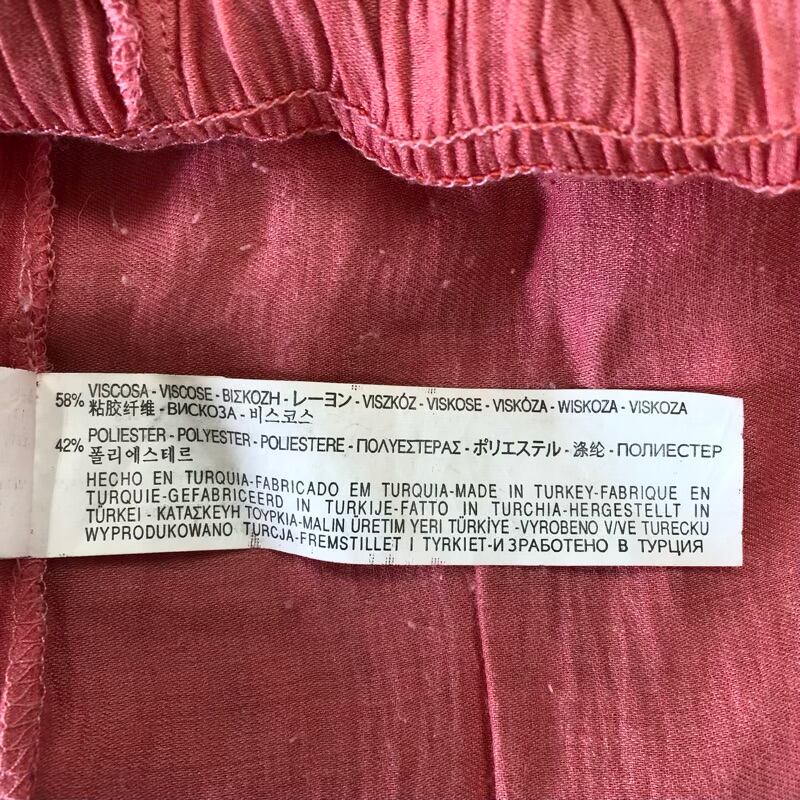 58% VISCOSA - VISCOSE - ΒΙΣΚΟΖΗ - レーヨン - VISZKÓZ - VISKOSE - VISKÓZA - WISKOZA - VISKOZA
粘胶纤维 - ВИСКОЗА - 비스코스
42% POLIESTER - POLYESTER - POLIESTERE - ΠΟΛΥΕΣΤΕΡΑΣ - ポリエステル - 涤纶 - ПОЛИЕСТЕР
폴리에스테르
HECHO EN TURQUIA-FABRICADO EM TURQUIA-MADE IN TURKEY-FABRIQUE EN
TURQUIE-GEFABRICEERD IN TURKIJE-FATTO IN TURCHIA-HERGESTELLT IN
TÜRKEI - ΚΑΤΑΣΚΕΥΗ ΤΟΥΡΚΙΑ-MALIN ÜRETIM YERI TÜRKİYE -VYROBENO V/VE TURECKU
WYPRODUKOWANO TURCJA-FREMSTILLET I TYRKIET-ИЗРАБОТЕНО В ТУРЦИЯ